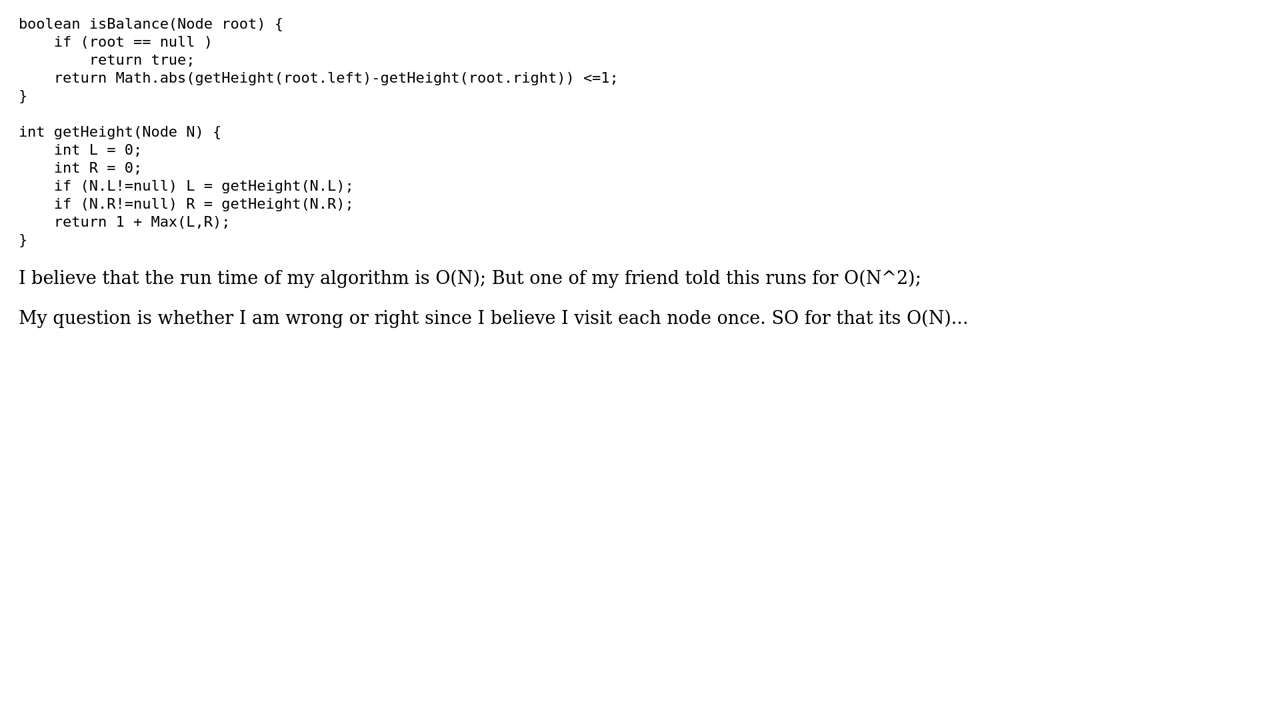 boolean isBalance(Node root) {
    if (root == null )
        return true;
    return Math.abs(getHeight(root.left)-getHeight(root.right)) <=1;
}

int getHeight(Node N) {
    int L = 0;
    int R = 0;
    if (N.L!=null) L = getHeight(N.L);
    if (N.R!=null) R = getHeight(N.R);
    return 1 + Max(L,R);
}
I believe that the run time of my algorithm is O(N); But one of my friend told this runs for O(N^2);
My question is whether I am wrong or right since I believe I visit each node once. SO for that its O(N)...